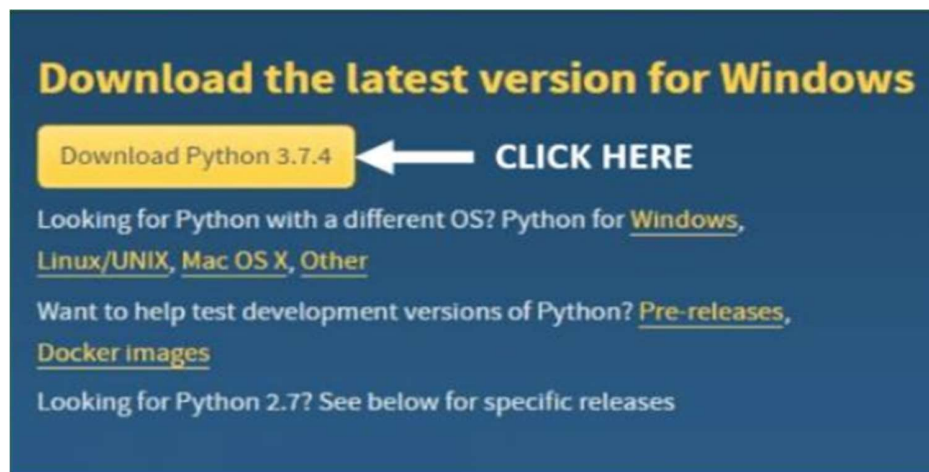 Download the latest version for Windows
Download Python 3.7.4 CLICK HERE
Looking for Python with a different OS? Python for Windows,
Linux/UNIX, Mac OS X, Other
Want to help test development versions of Python? Pre-releases,
Docker images
Looking for Python 2.7? See below for specific releases